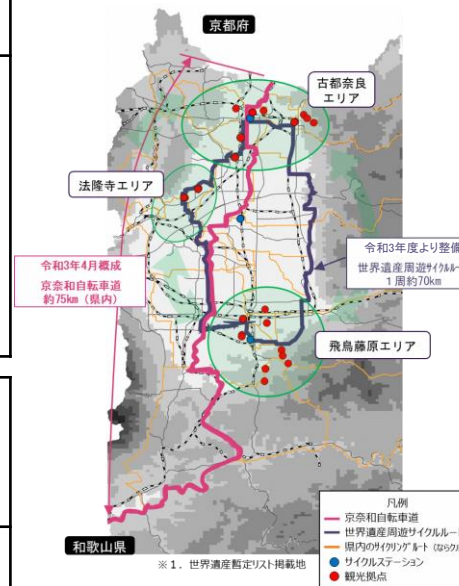 京都府
古都奈良
エリア
法隆寺エリア
令和3年4月概成
京奈和自転車道
約75km（県内）
令和3年度より整備
世界遺産周遊サイクルルー
1周約70km
飛鳥藤原エリア
和歌山県
※１．世界遺産暫定リスト掲載地
凡例
京奈和自転車道
世界遺産周遊サイクルルー
県内のサイクリングルート（ならクル
サイクルステーション
観光拠点